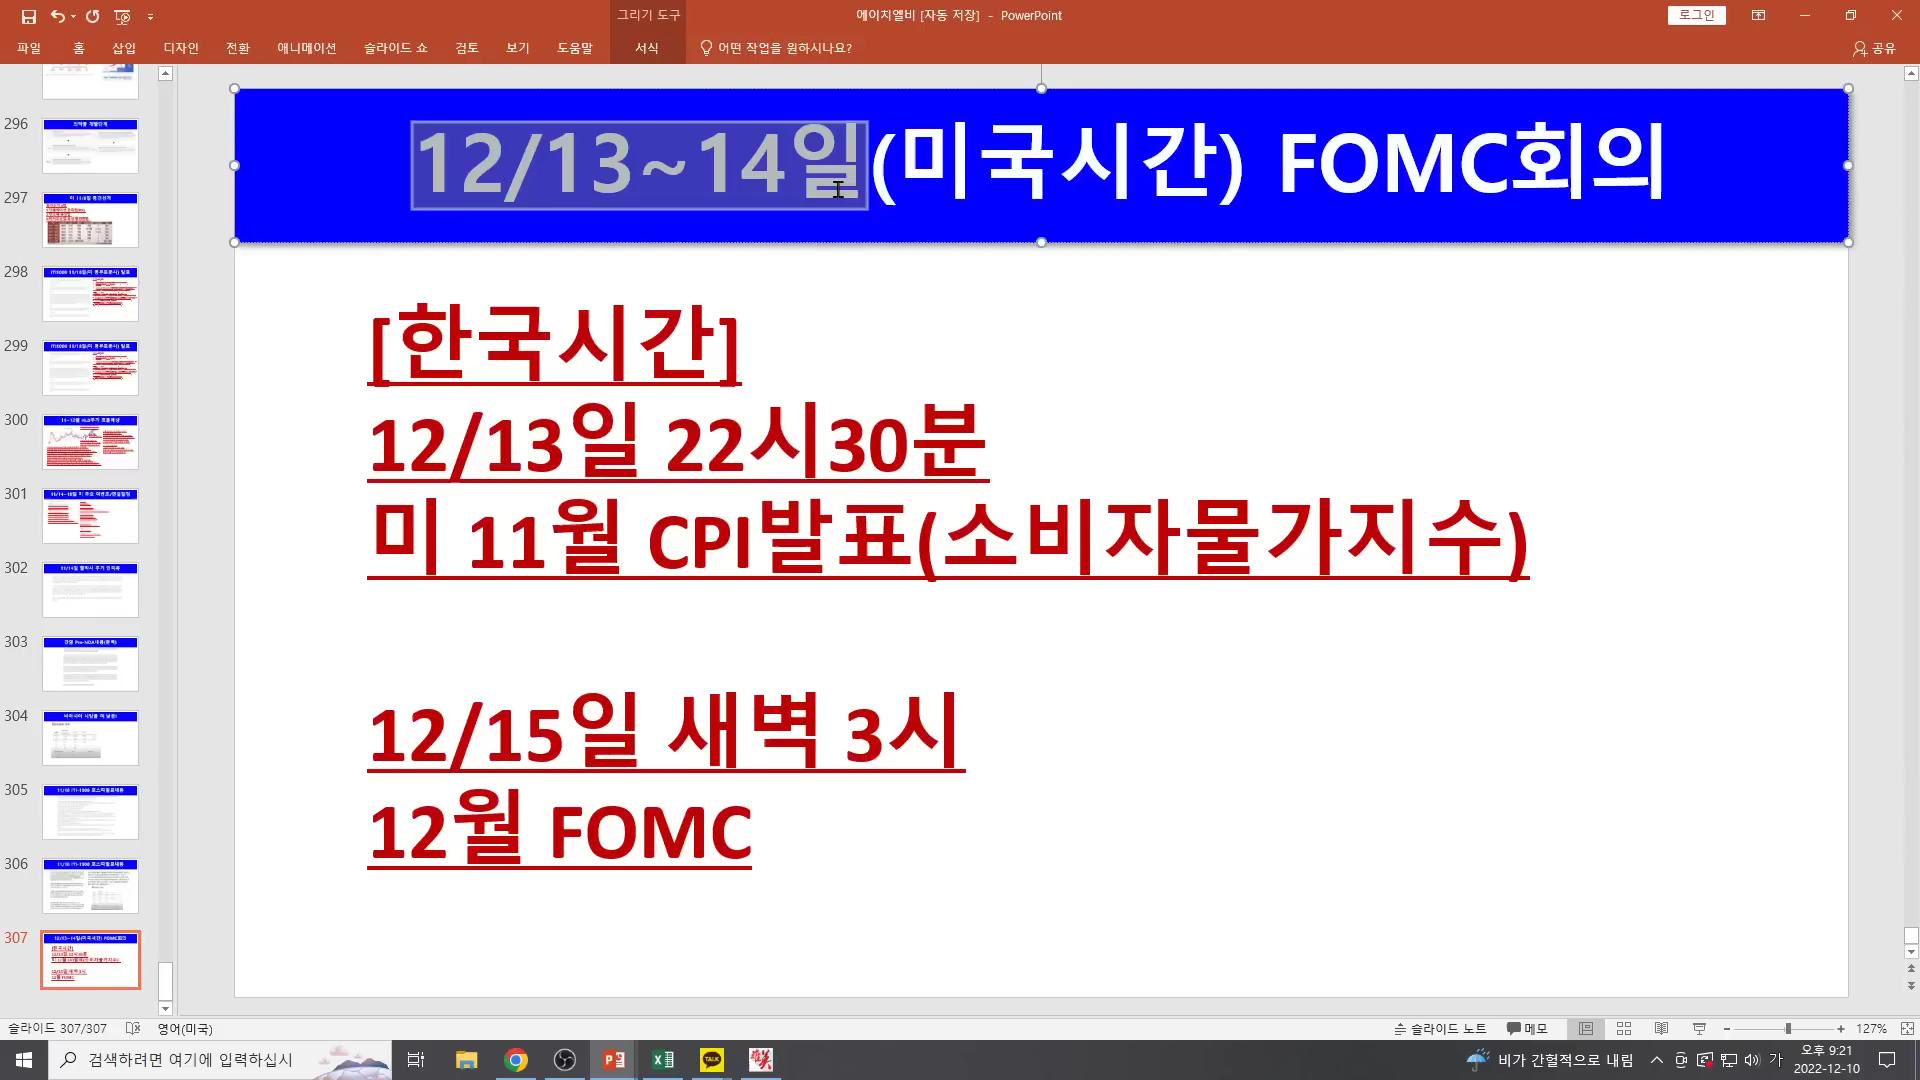 그리기 도구
에이치엘비 [자동 저장] - PowerPoint
로그인
파일 홈 삽입 디자인 전환 애니메이션 슬라이드 쇼 검토 보기 도움말 서식 어떤 작업을 원하시나요? 공유
296
297
298
299
300
301
302
303
304
305
306
307
12/13~14일(미국시간) FOMC회의
[한국시간]
12/13일 22시30분
미 11월 CPI발표(소비자물가지수)
12/15일 새벽 3시
12월 FOMC
슬라이드 307/307 영어(미국) 슬라이드 노트 메모 127%
검색하려면 여기에 입력하십시
TALK
비가 간헐적으로 내림
가
오후 9:21
2022-12-10